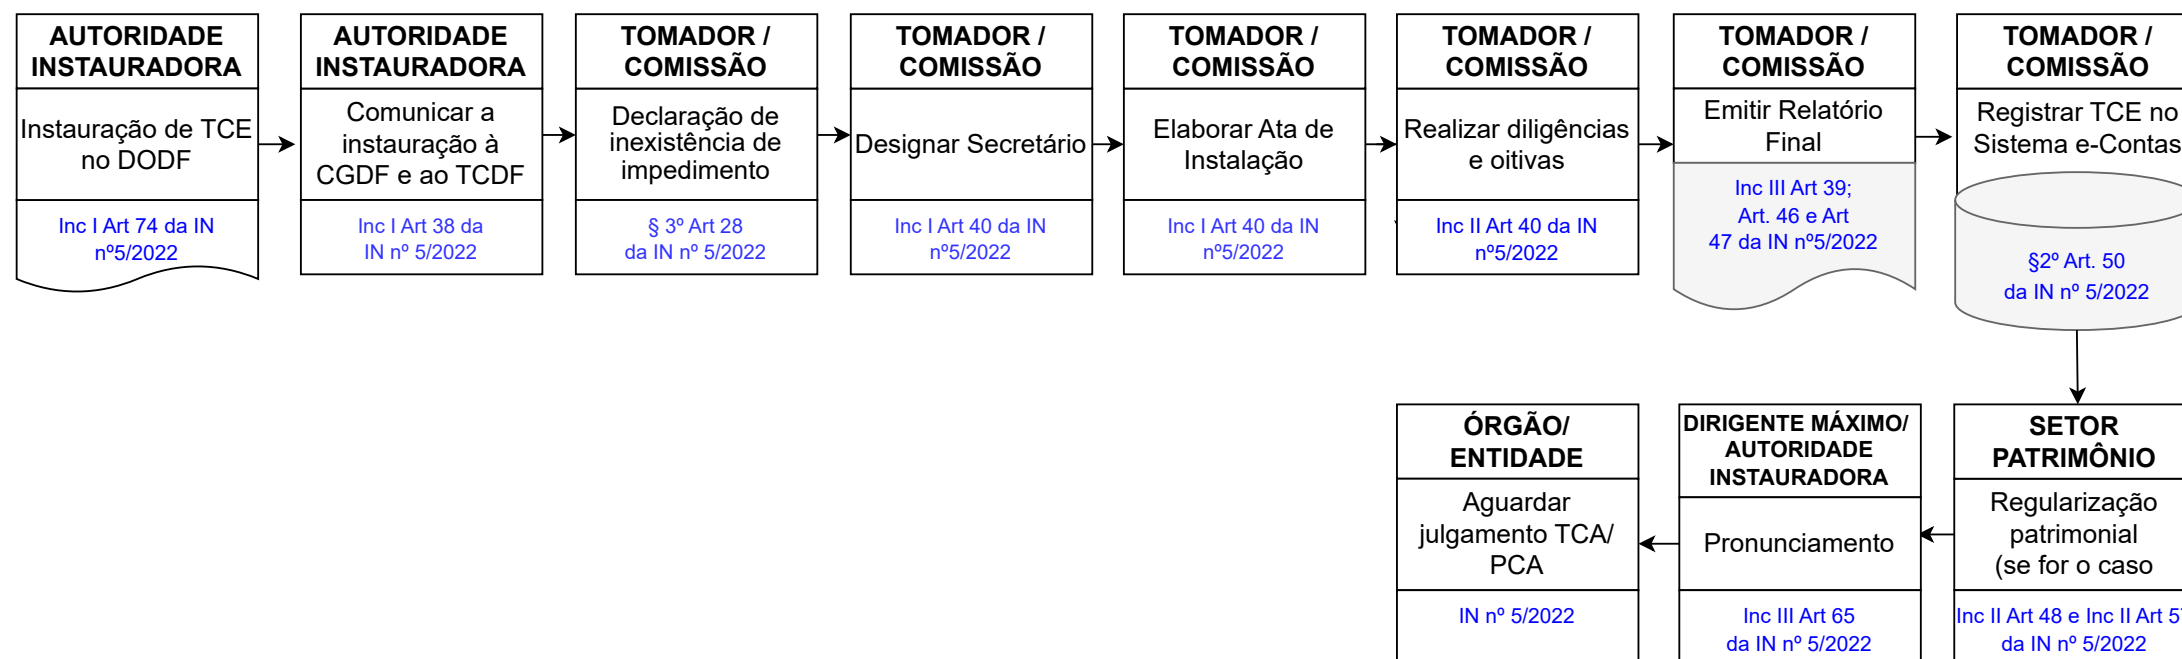 AUTORIDADE
INSTAURADORA
Instauração de TCE
no DODF
Inc I Art 74 da IN
nº5/2022
AUTORIDADE
INSTAURADORA
Comunicar a
instauração à
CGDF e ao TCDF
Inc I Art 38 da
IN nº 5/2022
TOMADOR /
COMISSÃO
Declaração de
inexistência de
impedimento
§ 3º Art 28
da IN nº 5/2022
TOMADOR /
COMISSÃO
Designar Secretário
Inc I Art 40 da IN
nº5/2022
TOMADOR /
COMISSÃO
Elaborar Ata de
Instalação
Inc I Art 40 da IN
nº5/2022
TOMADOR /
COMISSÃO
Realizar diligências
e oitivas
Inc II Art 40 da IN
nº5/2022
TOMADOR /
COMISSÃO
Emitir Relatório
Final
Inc III Art 39;
Art. 46 e Art
47 da IN nº5/2022
TOMADOR /
COMISSÃO
Registrar TCE no
Sistema e-Contas
§2º Art. 50
da IN nº 5/2022
ÓRGÃO/
ENTIDADE
Aguardar
julgamento TCA/
PCA
IN nº 5/2022
DIRIGENTE MÁXIMO/
AUTORIDADE
INSTAURADORA
Pronunciamento
Inc III Art 65
da IN nº 5/2022
SETOR
PATRIMÔNIO
Regularização
patrimonial
(se for o caso
Inc II Art 48 e Inc II Art
da IN nº 5/2022